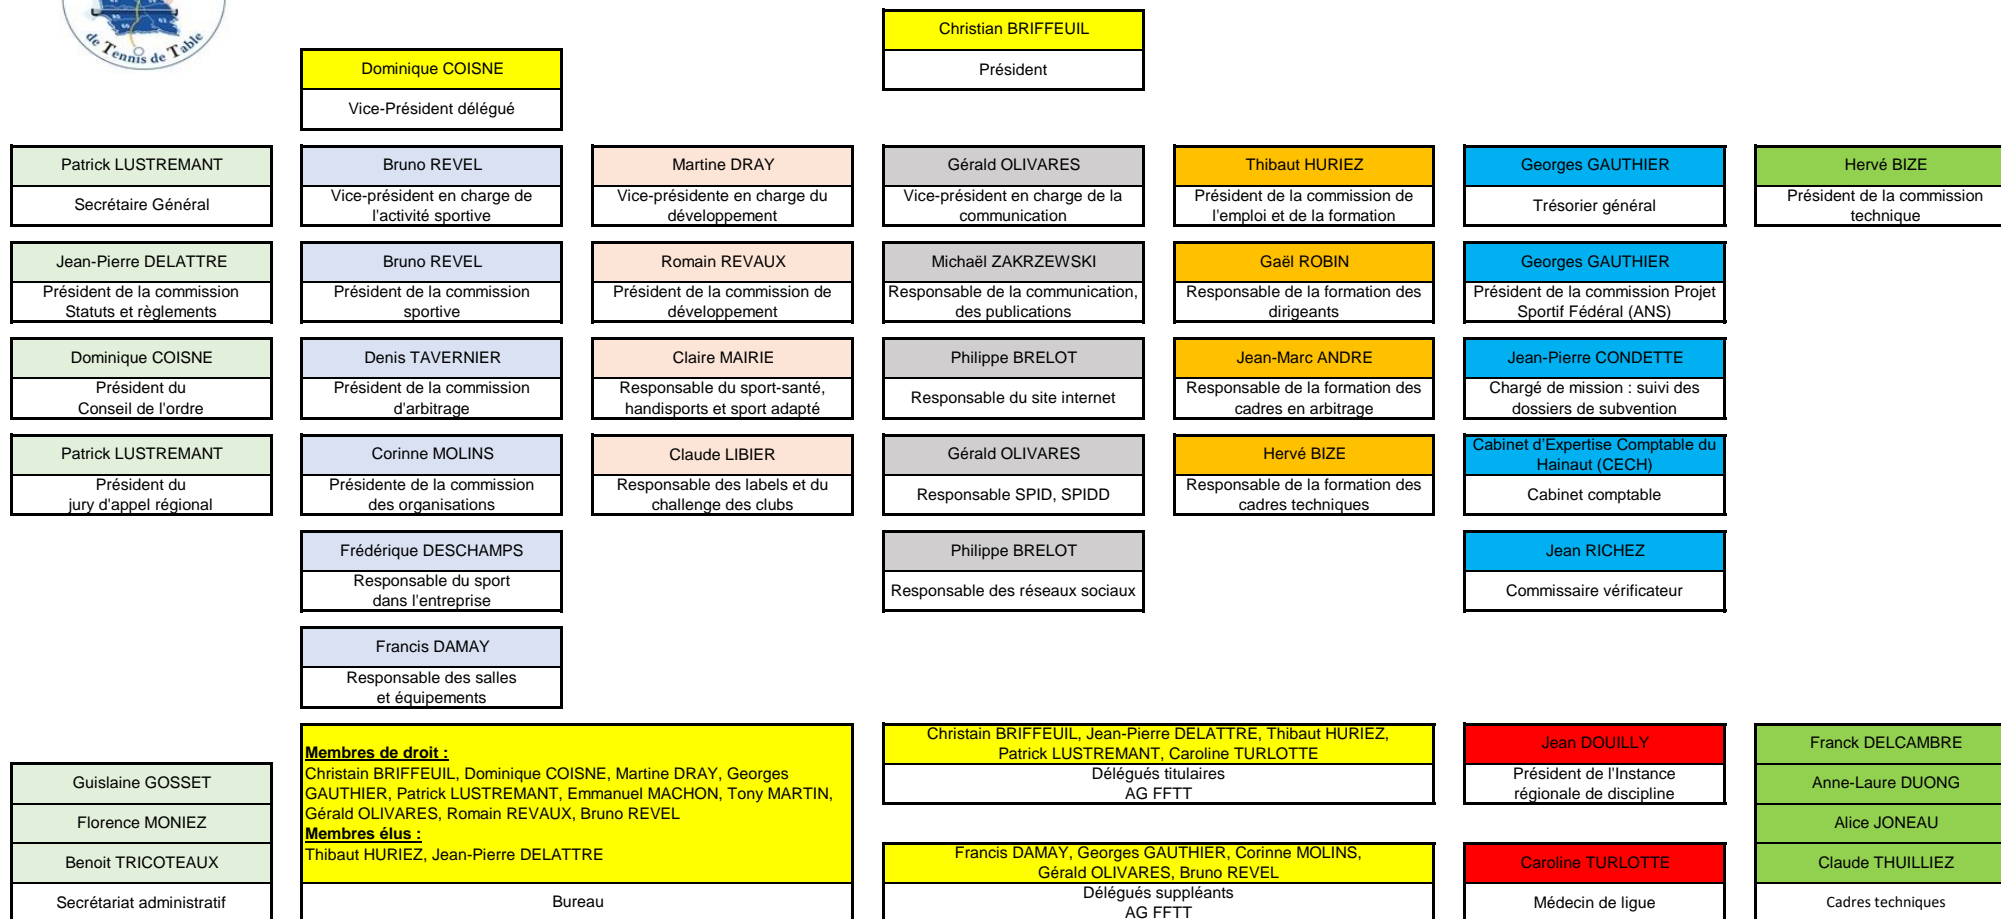 de Tennis de Table
Christian BRIFFEUIL
Président
Dominique COISNE
Vice-Président délégué
Patrick LUSTREMANT
Secrétaire Général
Bruno REVEL
Vice-président en charge de
l'activité sportive
Martine DRAY
Vice-présidente en charge du
développement
Gérald OLIVARES
Vice-président en charge de la
communication
Thibaut HURIEZ
Président de la commission de
l'emploi et de la formation
Georges GAUTHIER
Trésorier général
Hervé BIZE
Président de la commission
technique
Jean-Pierre DELATTRE
Président de la commission
Statuts et règlements
Bruno REVEL
Président de la commission
sportive
Romain REVAUX
Président de la commission de
développement
Michaël ZAKRZEWSKI
Responsable de la communication,
des publications
Gaël ROBIN
Responsable de la formation des
dirigeants
Georges GAUTHIER
Président de la commission Projet
Sportif Fédéral (ANS)
Dominique COISNE
Président du
Conseil de l'ordre
Denis TAVERNIER
Président de la commission
d'arbitrage
Claire MAIRIE
Responsable du sport-santé,
handisports et sport adapté
Philippe BRELOT
Responsable du site internet
Jean-Marc ANDRE
Responsable de la formation des
cadres en arbitrage
Jean-Pierre CONDETTE
Chargé de mission : suivi des
dossiers de subvention
Patrick LUSTREMANT
Président du
jury d'appel régional
Corinne MOLINS
Présidente de la commission
des organisations
Claude LIBIER
Responsable des labels et du
challenge des clubs
Gérald OLIVARES
Responsable SPID, SPIDD
Hervé BIZE
Responsable de la formation des
cadres techniques
Cabinet d'Expertise Comptable du
Hainaut (CECH)
Cabinet comptable
Frédérique DESCHAMPS
Responsable du sport
dans l'entreprise
Philippe BRELOT
Responsable des réseaux sociaux
Jean RICHEZ
Commissaire vérificateur
Francis DAMAY
Responsable des salles
et équipements
Guislaine GOSSET
Florence MONIEZ
Benoit TRICOTEAUX
Secrétariat administratif
Membres de droit :
Christain BRIFFEUIL, Dominique COISNE, Martine DRAY, Georges
GAUTHIER, Patrick LUSTREMANT, Emmanuel MACHON, Tony MARTIN,
Gérald OLIVARES, Romain REVAUX, Bruno REVEL
Membres élus :
Thibaut HURIEZ, Jean-Pierre DELATTRE
Bureau
Christain BRIFFEUIL, Jean-Pierre DELATTRE, Thibaut HURIEZ,
Patrick LUSTREMANT, Caroline TURLOTTE
Délégués titulaires
AG FFTT
Francis DAMAY, Georges GAUTHIER, Corinne MOLINS,
Gérald OLIVARES, Bruno REVEL
Délégués suppléants
AG FFTT
Jean DOUILLY
Président de l'Instance
régionale de discipline
Caroline TURLOTTE
Médecin de ligue
Franck DELCAMBRE
Anne-Laure DUONG
Alice JONEAU
Claude THUILLIEZ
Cadres techniques